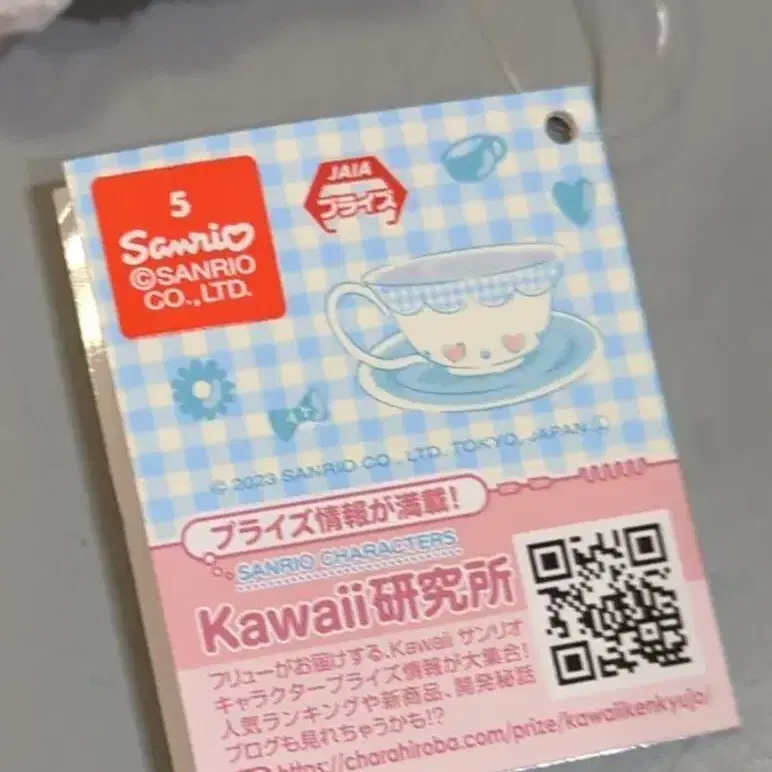 5
Sanrio
©SANRIO
CO.,LTD.
JAIA
プライズ
© 2023 SANRIO CO., LTD. TOKYO, JAPAN Ⓛ
プライズ情報が満載!
SANRIO CHARACTERS
Kawaii研究所
フリューがお届けする、Kawaii サンリオ
キャラクタープライズ情報が大集合!
人気ランキングや新商品、開発秘話
ブログも見れちゃうかも!?
https://charahiroba.com/prize/kawaiikenkyujo/